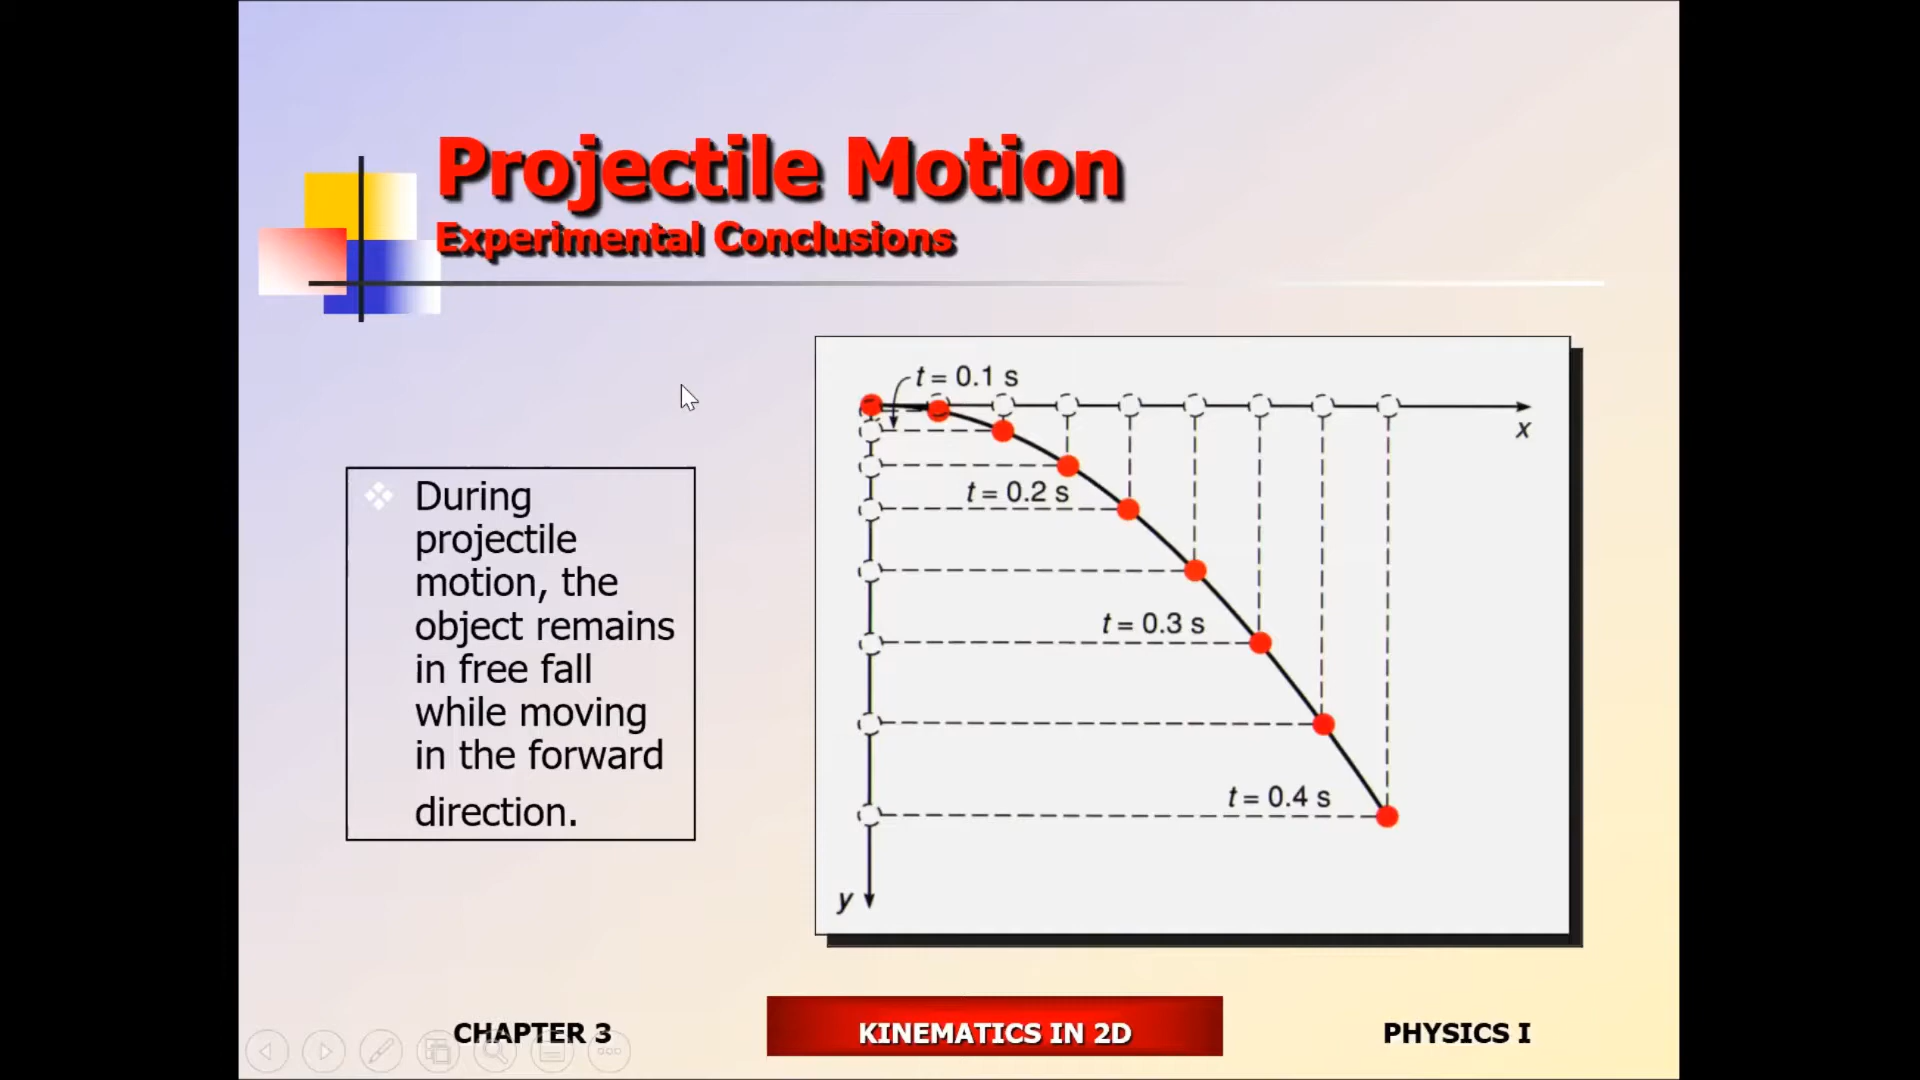 Projectile Motion
Experimental Conclusions
During
projectile
motion, the
object remains
in free fall
while moving
in the forward
direction.
t = 0.1 s
x
t = 0.2 s
t = 0.3 s
t = 0.4 s
y
CHAPTER 3
KINEMATICS IN 2D
PHYSICS I